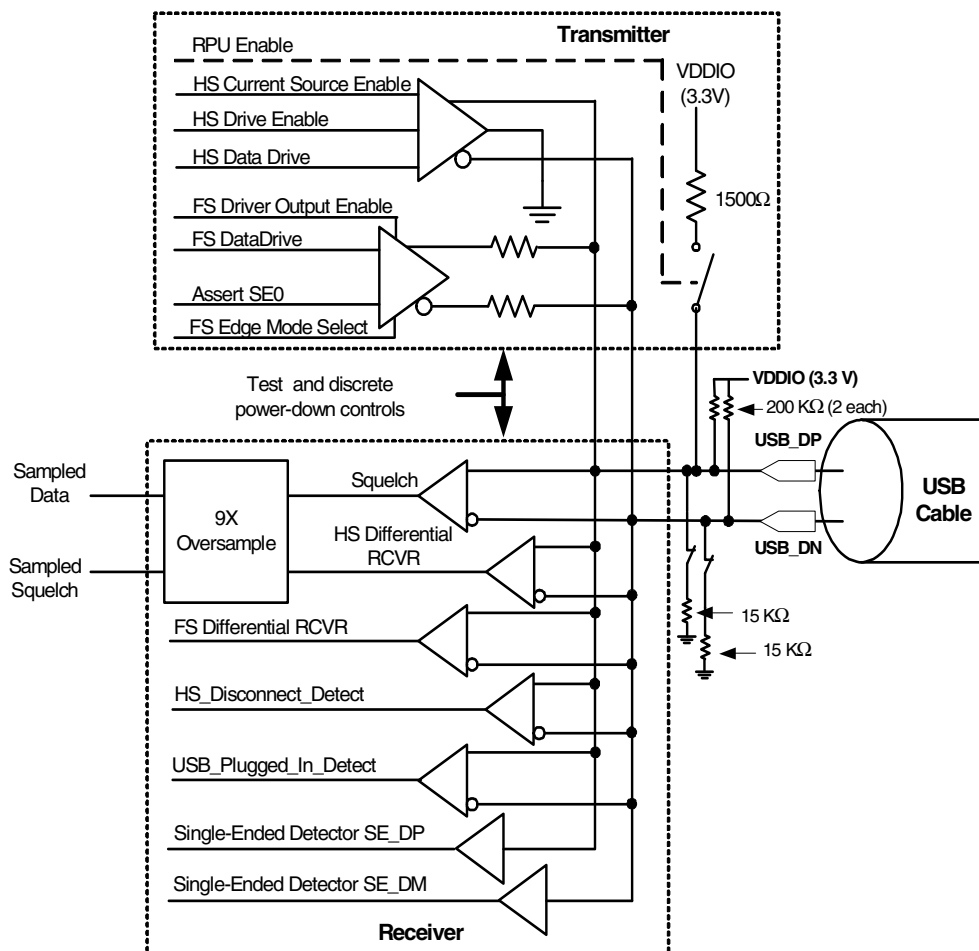 Transmitter
RPU Enable
VDDIO
(3.3V)
HS Current Source Enable
HS Drive Enable
HS Data Drive
1500Ω
FS Driver Output Enable
FS DataDrive
Assert SE0
FS Edge Mode Select
Test and discrete
power-down controls
VDDIO (3.3 V)
200 KΩ (2 each)
USB_DP
USB
Cable
USB_DN
Sampled
Data
Squelch
9X
Oversample
HS Differential
RCVR
Sampled
Squelch
15 KΩ
15 KΩ
FS Differential RCVR
HS_Disconnect_Detect
USB_Plugged_In_Detect
Single-Ended Detector SE_DP
Single-Ended Detector SE_DM
Receiver